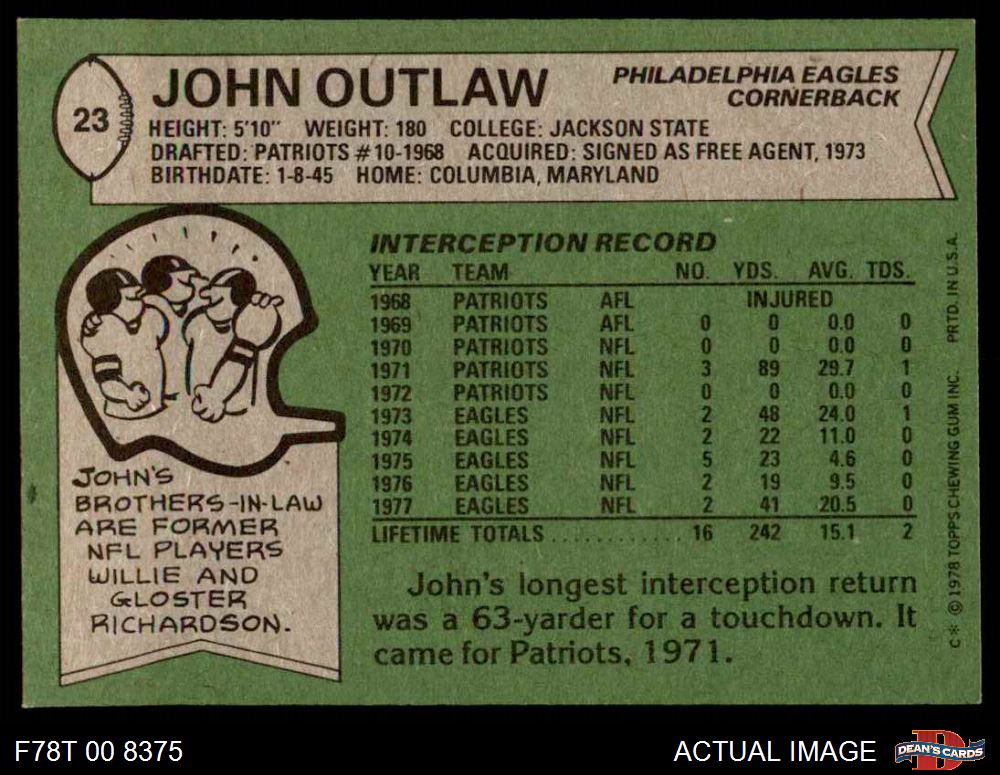 23
JOHN OUTLAW
PHILADELPHIA EAGLES
CORNERBACK
HEIGHT: 5'10" WEIGHT: 180 COLLEGE: JACKSON STATE
DRAFTED: PATRIOTS #10-1968 ACQUIRED: SIGNED AS FREE AGENT, 1973
BIRTHDATE: 1-8-45 HOME: COLUMBIA, MARYLAND
JOHN'S
BROTHERS-IN-LAW
ARE FORMER
NFL PLAYERS
WILLIE AND
GLOSTER
RICHARDSON.
INTERCEPTION RECORD
YEAR TEAM NO. YDS. AVG. TDS.
1968 PATRIOTS AFL INJURED
1969 PATRIOTS AFL 0 0 0.0 0
1970 PATRIOTS NFL 0 0 0.0 0
1971 PATRIOTS NFL 3 89 29.7 1
1972 PATRIOTS NFL 0 0 0.0 0
1973 EAGLES NFL 2 48 24.0 1
1974 EAGLES NFL 2 22 11.0 0
1975 EAGLES NFL 5 23 4.6 0
1976 EAGLES NFL 2 19 9.5 0
1977 EAGLES NFL 2 41 20.5 0
LIFETIME TOTALS............ 16 242 15.1 2
John's longest interception return
was a 63-yarder for a touchdown. It
came for Patriots, 1971.
C* © 1978 TOPPS CHEWING GUM INC. PRTD. IN U.S.A.
F78T 00 8375
ACTUAL IMAGE
DEAN'S CARDS